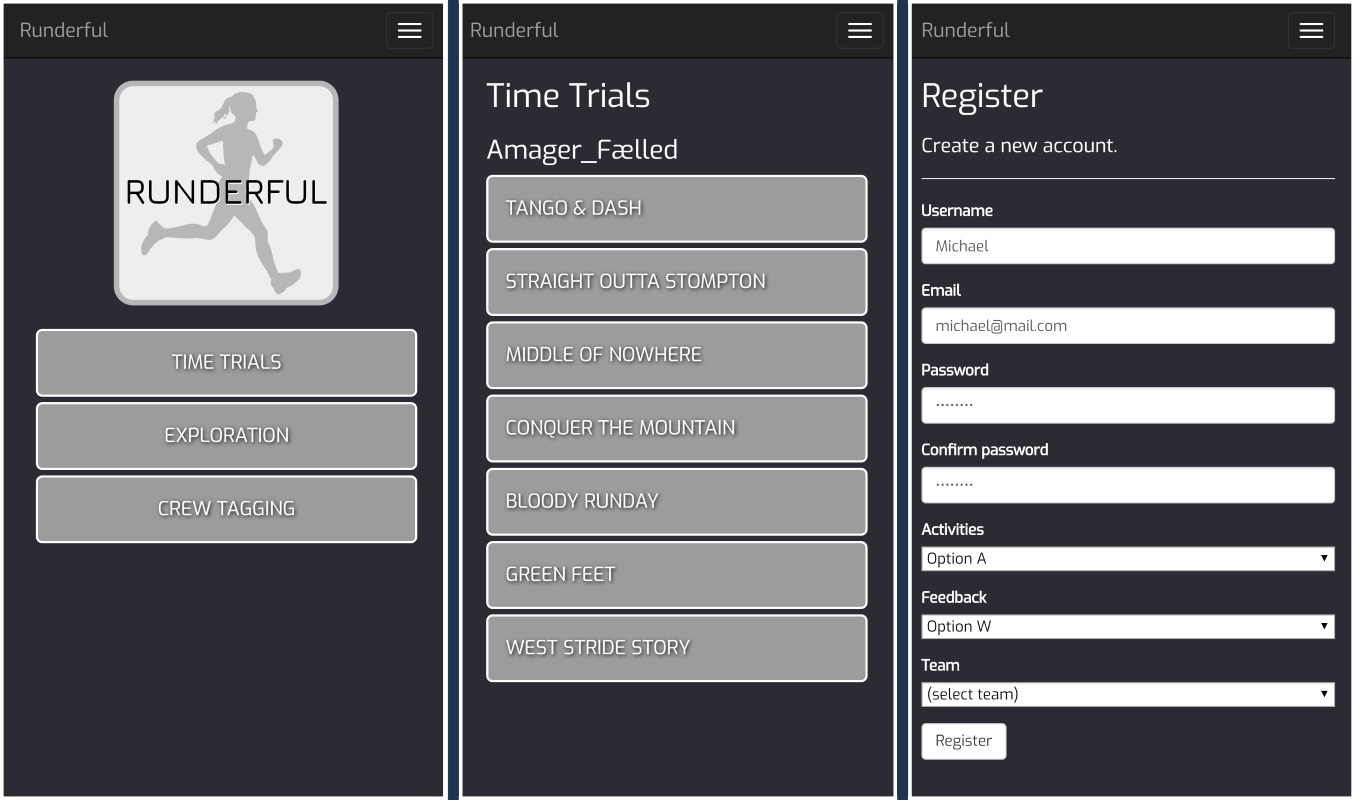 Runderful
RUNDERFUL
TIME TRIALS
EXPLORATION
CREW TAGGING
Runderful
Time Trials
Amager_Fælled
TANGO & DASH
STRAIGHT OUTTA STOMPTON
MIDDLE OF NOWHERE
CONQUER THE MOUNTAIN
BLOODY RUNDAY
GREEN FEET
WEST STRIDE STORY
Runderful
Register
Create a new account.
Username
Michael
Email
michael@mail.com
Password
········
Confirm password
········
Activities
Option A
Feedback
Option W
Team
(select team)
Register